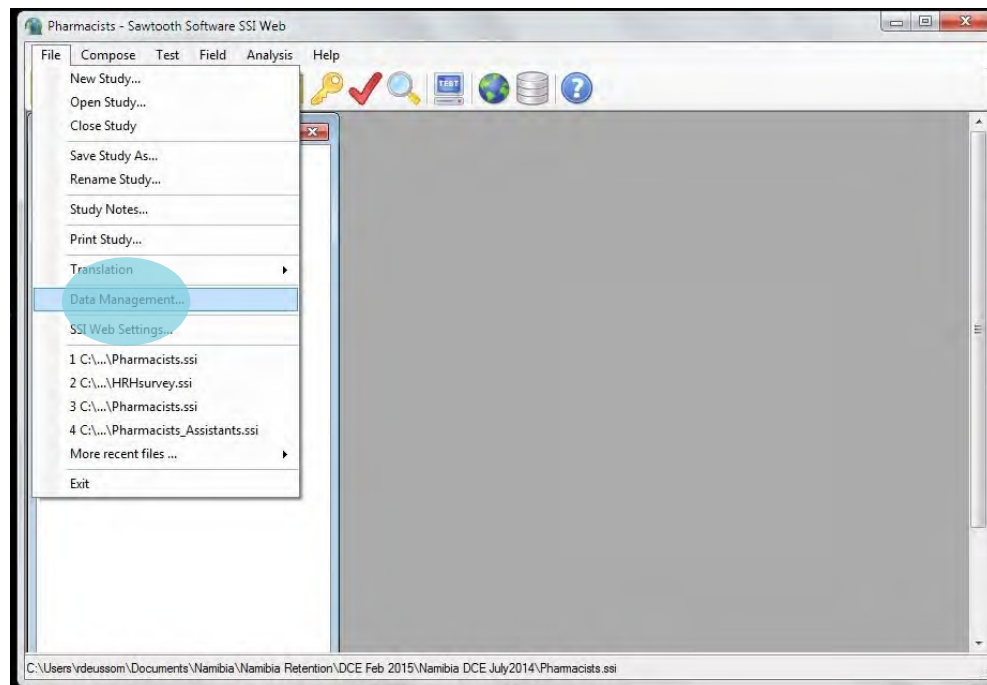 Pharmacists - Sawtooth Software SSI Web
File Compose Test Field Analysis Help
TEST
New Study...
Open Study...
Close Study
Save Study As...
Rename Study...
Study Notes...
Print Study...
Translation
Data Management...
SSI Web Settings...
1 C:\...\Pharmacists.ssi
2 C:\...\HRHsurvey.ssi
3 C:\...\Pharmacists.ssi
4 C:\...\Pharmacists_Assistants.ssi
More recent files ...
Exit
C:\Users\rdeussom\Documents\Namibia\Namibia Retention\DCE Feb 2015\Namibia DCE July2014\Pharmacists.ssi